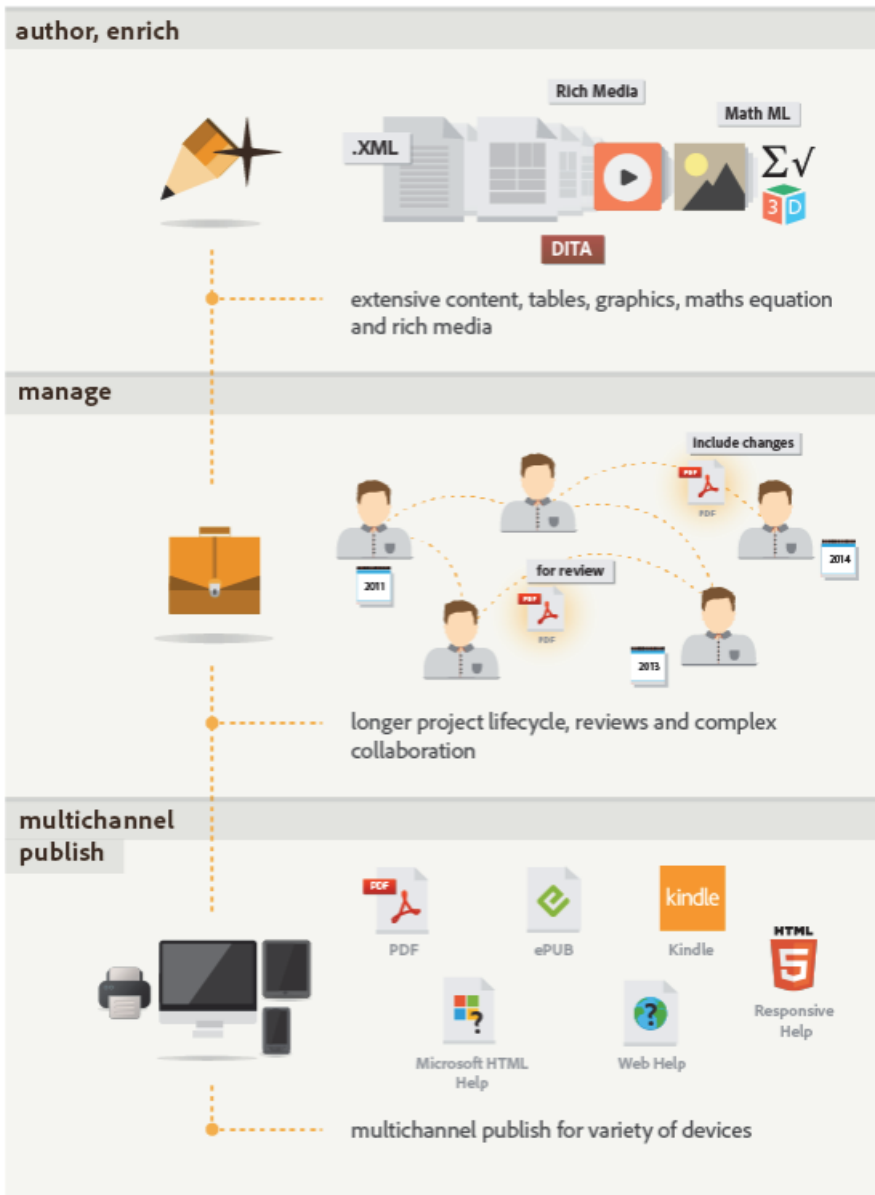 author, enrich
Rich Media
Math ML
.XML
Σ√
3D
DITA
extensive content, tables, graphics, maths equation
and rich media
manage
include changes
PDF
PDF
2011
2014
for review
PDF
PDF
2013
longer project lifecycle, reviews and complex
collaboration
multichannel
publish
PDF
PDF
ePUB
kindle
Kindle
HTML
5
Responsive
Help
?
Microsoft HTML
Help
?
Web Help
multichannel publish for variety of devices